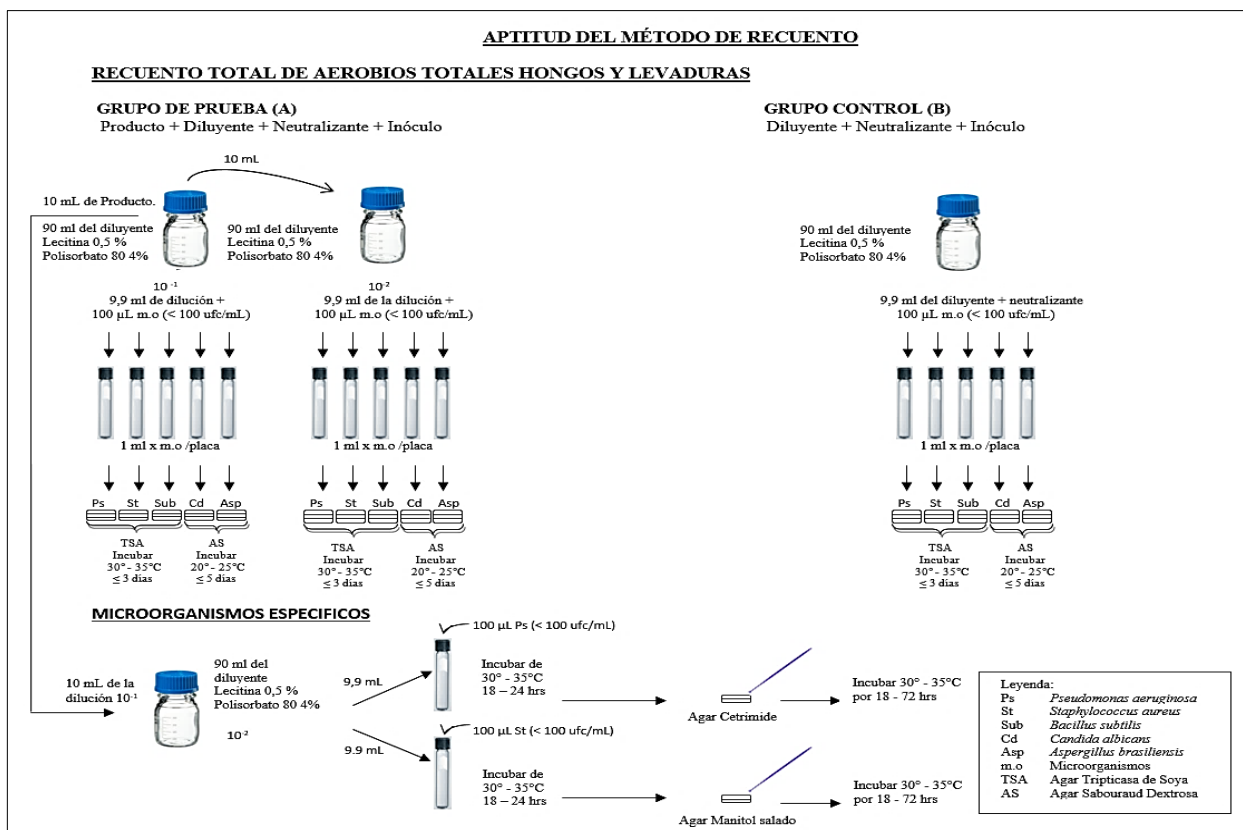 APTITUD DEL MÉTODO DE RECUENTO
RECUENTO TOTAL DE AEROBIOS TOTALES HONGOS Y LEVADURAS
GRUPO DE PRUEBA (A)
Producto + Diluyente + Neutralizante + Inóculo
10 mL
10 mL de Producto.
90 ml del diluyente
Lecitina 0,5 %
Polisorbato 80 4%
90 ml del diluyente
Lecitina 0,5 %
Polisorbato 80 4%
10 -1
9,9 ml de dilución +
100 µL m.o (< 100 ufc/mL)
10-2
9,9 ml de la dilución +
100 µL m.o (< 100 ufc/mL)
1 ml x m.o /placa
1 ml x m.o /placa
Ps St Sub Cd Asp
Ps St Sub Cd Asp
TSA
Incubar
30° - 35°C
≤ 3 dias
AS
Incubar
20° - 25°C
≤ 5 dias
TSA
Incubar
30° - 35°C
≤ 3 dias
AS
Incubar
20° - 25°C
≤ 5 dias
GRUPO CONTROL (B)
Diluyente + Neutralizante + Inóculo
90 ml del diluyente
Lecitina 0,5 %
Polisorbato 80 4%
9,9 ml del diluyente + neutralizante
100 µL m.o (< 100 ufc/mL)
1 ml x m.o /placa
Ps St Sub Cd Asp
TSA
Incubar
30° - 35°C
≤ 3 dias
AS
Incubar
20° - 25°C
≤ 5 dias
MICROORGANISMOS ESPECIFICOS
10 mL de la
dilución 10-1
90 ml del
diluyente
Lecitina 0,5 %
Polisorbato 80 4%
10-2
9,9 mL
100 µL Ps (< 100 ufc/mL)
Incubar de
30° - 35°C
18 – 24 hrs
Agar Cetrimide
Incubar 30° - 35°C
por 18 - 72 hrs
9.9 mL
100 µL St (< 100 ufc/mL)
Incubar de
30° - 35°C
18 – 24 hrs
Agar Manitol salado
Incubar 30° - 35°C
por 18 - 72 hrs
Leyenda:
Ps Pseudomonas aeruginosa
St Staphylococcus aureus
Sub Bacillus subtilis
Cd Candida albicans
Asp Aspergillus brasiliensis
m.o Microorganismos
TSA Agar Tripticasa de Soya
AS Agar Sabouraud Dextrosa